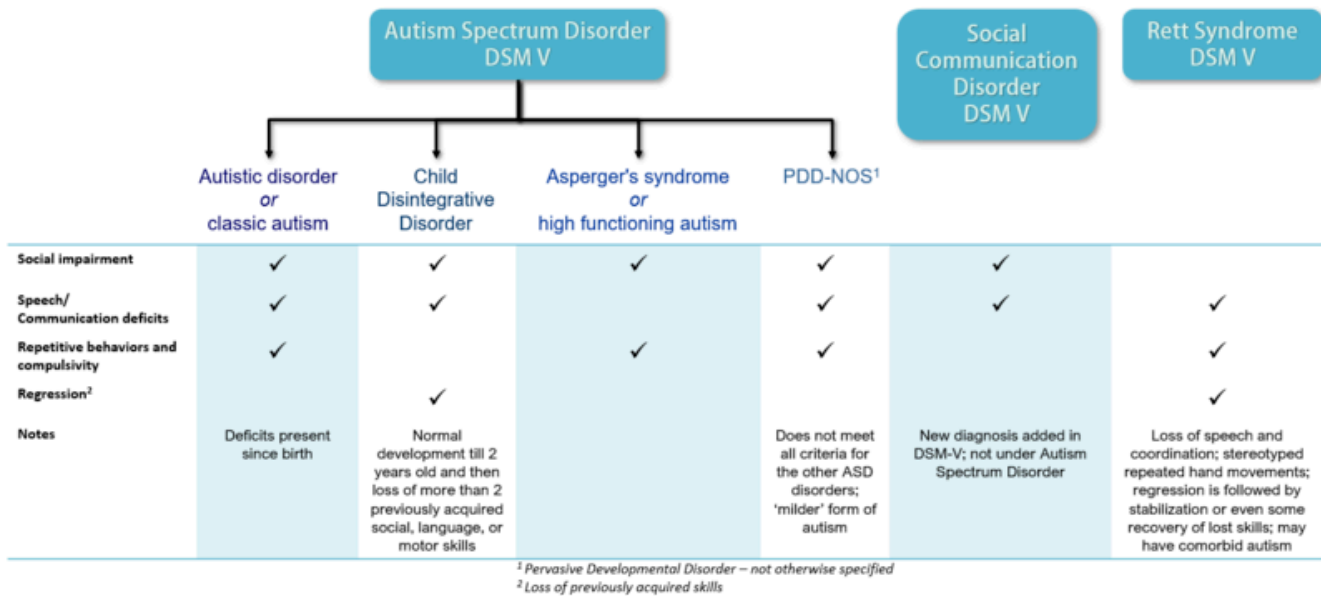 Autism Spectrum Disorder
DSM V
Social
Communication
Disorder
DSM V
Rett Syndrome
DSM V
Autistic disorder
or
classic autism
Child
Disintegrative
Disorder
Asperger's syndrome
or
high functioning autism
PDD-NOS¹
Social impairment
✓ ✓ ✓ ✓ ✓
Speech/
Communication deficits
✓ ✓ ✓ ✓ ✓
Repetitive behaviors and
compulsivity
✓ ✓ ✓ ✓
Regression²
✓ ✓
Notes
Deficits present
since birth
Normal
development till 2
years old and then
loss of more than 2
previously acquired
social, language, or
motor skills
Does not meet
all criteria for
the other ASD
disorders;
‘milder’ form of
autism
New diagnosis added in
DSM-V; not under Autism
Spectrum Disorder
Loss of speech and
coordination; stereotyped
repeated hand movements;
regression is followed by
stabilization or even some
recovery of lost skills; may
have comorbid autism
¹ Pervasive Developmental Disorder – not otherwise specified
² Loss of previously acquired skills